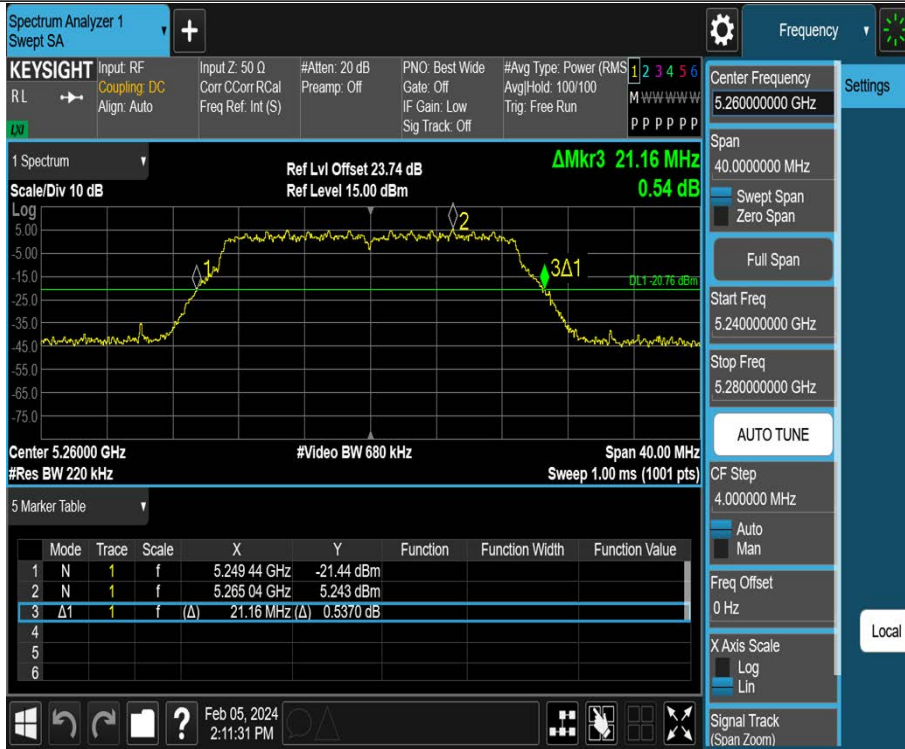 Spectrum Analyzer 1
Swept SA
+
Frequency
KEYSIGHT
R L
LXI
Input: RF
Coupling: DC
Align: Auto
Input Z: 50 Ω
Corr CCorr RCal
Freq Ref: Int (S)
#Atten: 20 dB
Preamp: Off
PNO: Best Wide
Gate: Off
IF Gain: Low
Sig Track: Off
#Avg Type: Power (RMS
Avg|Hold: 100/100
Trig: Free Run
1 2 3 4 5 6
M W W W W W
P P P P P P
Settings
Center Frequency
5.260000000 GHz
Span
40.0000000 MHz
Swept Span
Zero Span
Full Span
Start Freq
5.240000000 GHz
Stop Freq
5.280000000 GHz
AUTO TUNE
CF Step
4.000000 MHz
Auto
Man
Freq Offset
0 Hz
X Axis Scale
Log
Lin
Signal Track
(Span Zoom)
Local
1 Spectrum
Scale/Div 10 dB
Ref Lvl Offset 23.74 dB
Ref Level 15.00 dBm
ΔMkr3 21.16 MHz
0.54 dB
Log
5.00
-5.00
-15.0
-25.0
-35.0
-45.0
-55.0
-65.0
-75.0
1
2
3Δ1
DL1 -20.76 dBm
Center 5.26000 GHz
#Video BW 680 kHz
Span 40.00 MHz
#Res BW 220 kHz
Sweep 1.00 ms (1001 pts)
5 Marker Table
Mode Trace Scale X Y Function Function Width Function Value
1 N 1 f 5.249 44 GHz -21.44 dBm
2 N 1 f 5.265 04 GHz 5.243 dBm
3 Δ1 1 f (Δ) 21.16 MHz (Δ) 0.5370 dB
4
5
6
?
Feb 05, 2024
2:11:31 PM